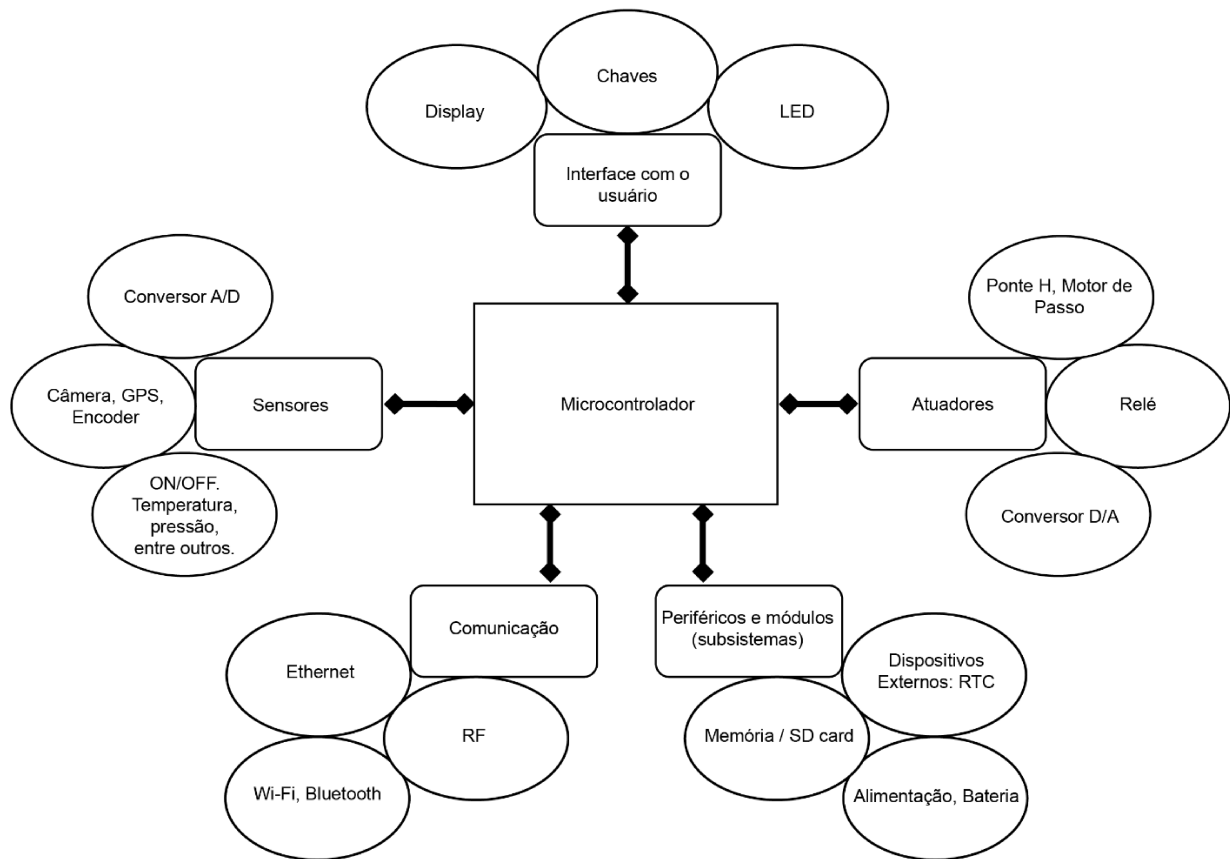 Display
Chaves
LED
Interface com o
usuário
Conversor A/D
Câmera, GPS,
Encoder
ON/OFF.
Temperatura,
pressão,
entre outros.
Sensores
Microcontrolador
Atuadores
Ponte H, Motor de
Passo
Relé
Conversor D/A
Comunicação
Ethernet
RF
Wi-Fi, Bluetooth
Periféricos e módulos
(subsistemas)
Dispositivos
Externos: RTC
Memória / SD card
Alimentação, Bateria